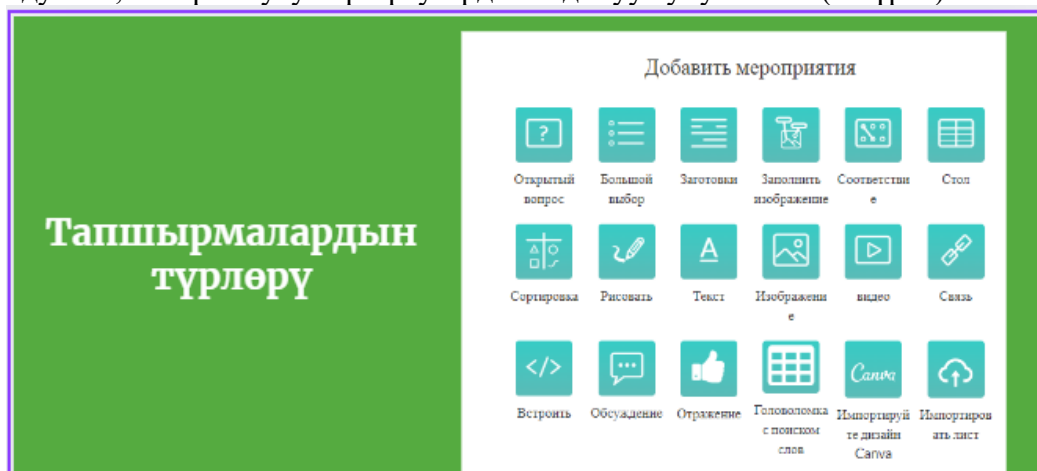 Добавить мероприятия
Открытый
вопрос
Большой
выбор
Заготовки
Заполнить
изображение
Соответстви
е
Стол
Тапшырмалардын
түрлөрү
Сортировка
Рисовать
Текст
Изображени
е
видео
Связь
Встроить
Обсуждение
Отражение
Головоломка
с поиском
слов
Canva
Импортируй
те дизайн
Canva
Импортиров
ать лист